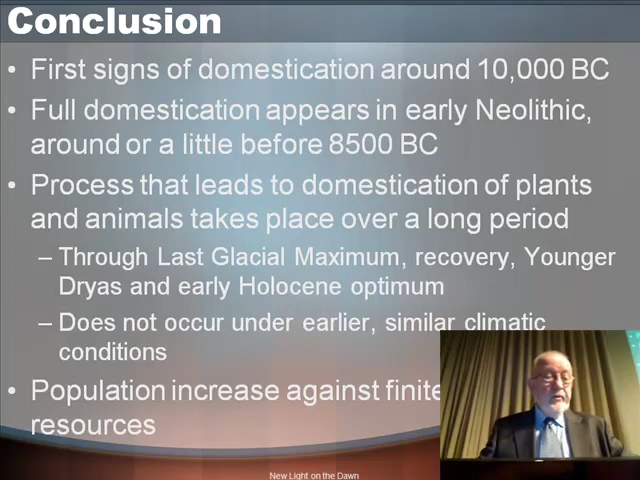 Conclusion
• First signs of domestication around 10,000 BC
• Full domestication appears in early Neolithic,
around or a little before 8500 BC
• Process that leads to domestication of plants
and animals takes place over a long period
– Through Last Glacial Maximum, recovery, Younger
Dryas and early Holocene optimum
– Does not occur under earlier, similar climatic
conditions
• Population increase against finite
resources
New Light on the Dawn